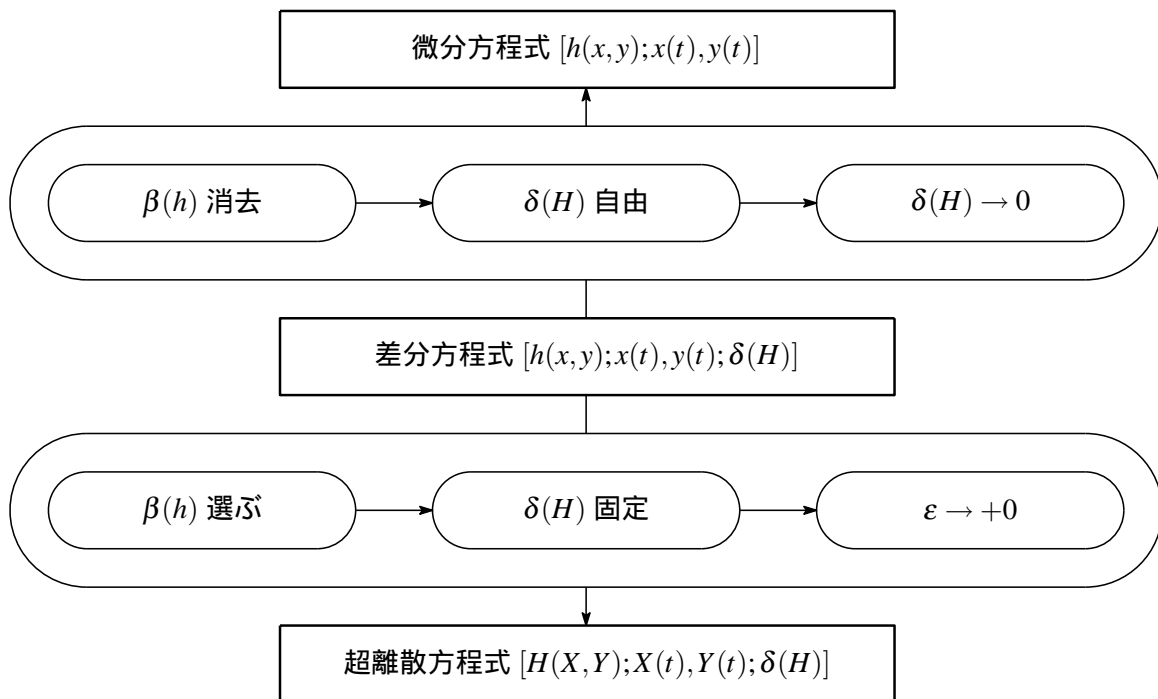 微分方程式 [h(x,y);x(t),y(t)]
β(h) 消去
δ(H) 自由
δ(H) → 0
差分方程式 [h(x,y);x(t),y(t);δ(H)]
β(h) 選ぶ
δ(H) 固定
ε → +0
超離散方程式 [H(X,Y);X(t),Y(t);δ(H)]